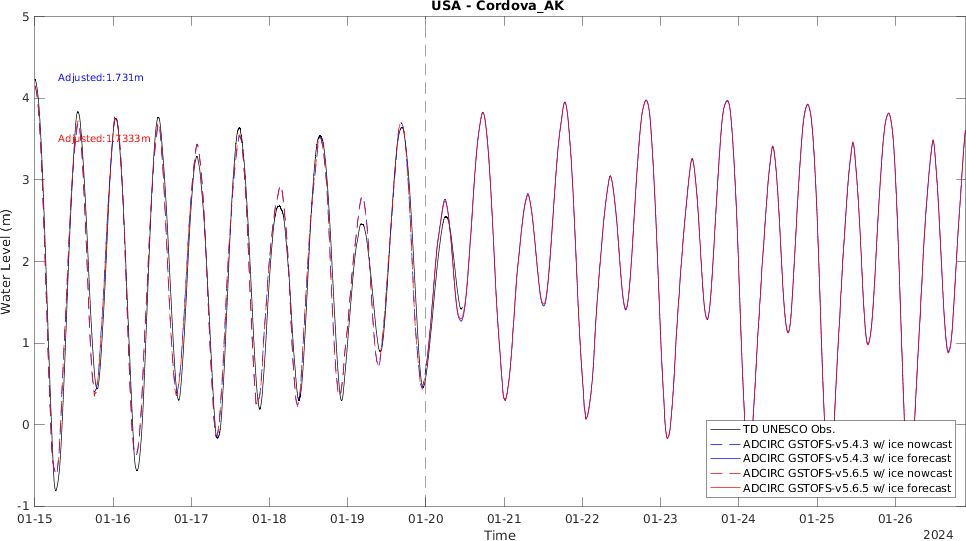 USA - Cordova_AK
5
4
3
2
1
0
-1
Water Level (m)
Adjusted:1.731m
Adjusted:1.7333m
TD UNESCO Obs.
ADCIRC GSTOFS-v5.4.3 w/ ice nowcast
ADCIRC GSTOFS-v5.4.3 w/ ice forecast
ADCIRC GSTOFS-v5.6.5 w/ ice nowcast
ADCIRC GSTOFS-v5.6.5 w/ ice forecast
01-15 01-16 01-17 01-18 01-19 01-20 01-21 01-22 01-23 01-24 01-25 01-26
Time
2024